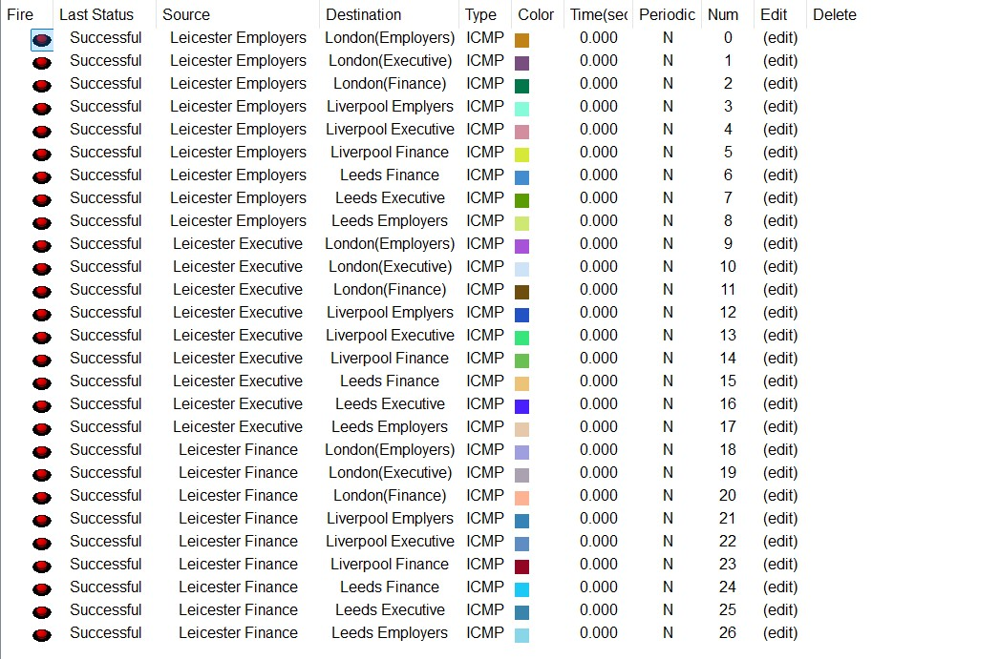 Fire Last Status Source Destination Type Color Time(sec Periodic Num Edit Delete
Successful Leicester Employers London(Employers) ICMP 0.000 N 0 (edit)
Successful Leicester Employers London(Executive) ICMP 0.000 N 1 (edit)
Successful Leicester Employers London(Finance) ICMP 0.000 N 2 (edit)
Successful Leicester Employers Liverpool Emplyers ICMP 0.000 N 3 (edit)
Successful Leicester Employers Liverpool Executive ICMP 0.000 N 4 (edit)
Successful Leicester Employers Liverpool Finance ICMP 0.000 N 5 (edit)
Successful Leicester Employers Leeds Finance ICMP 0.000 N 6 (edit)
Successful Leicester Employers Leeds Executive ICMP 0.000 N 7 (edit)
Successful Leicester Employers Leeds Employers ICMP 0.000 N 8 (edit)
Successful Leicester Executive London(Employers) ICMP 0.000 N 9 (edit)
Successful Leicester Executive London(Executive) ICMP 0.000 N 10 (edit)
Successful Leicester Executive London(Finance) ICMP 0.000 N 11 (edit)
Successful Leicester Executive Liverpool Emplyers ICMP 0.000 N 12 (edit)
Successful Leicester Executive Liverpool Executive ICMP 0.000 N 13 (edit)
Successful Leicester Executive Liverpool Finance ICMP 0.000 N 14 (edit)
Successful Leicester Executive Leeds Finance ICMP 0.000 N 15 (edit)
Successful Leicester Executive Leeds Executive ICMP 0.000 N 16 (edit)
Successful Leicester Executive Leeds Employers ICMP 0.000 N 17 (edit)
Successful Leicester Finance London(Employers) ICMP 0.000 N 18 (edit)
Successful Leicester Finance London(Executive) ICMP 0.000 N 19 (edit)
Successful Leicester Finance London(Finance) ICMP 0.000 N 20 (edit)
Successful Leicester Finance Liverpool Emplyers ICMP 0.000 N 21 (edit)
Successful Leicester Finance Liverpool Executive ICMP 0.000 N 22 (edit)
Successful Leicester Finance Liverpool Finance ICMP 0.000 N 23 (edit)
Successful Leicester Finance Leeds Finance ICMP 0.000 N 24 (edit)
Successful Leicester Finance Leeds Executive ICMP 0.000 N 25 (edit)
Successful Leicester Finance Leeds Employers ICMP 0.000 N 26 (edit)